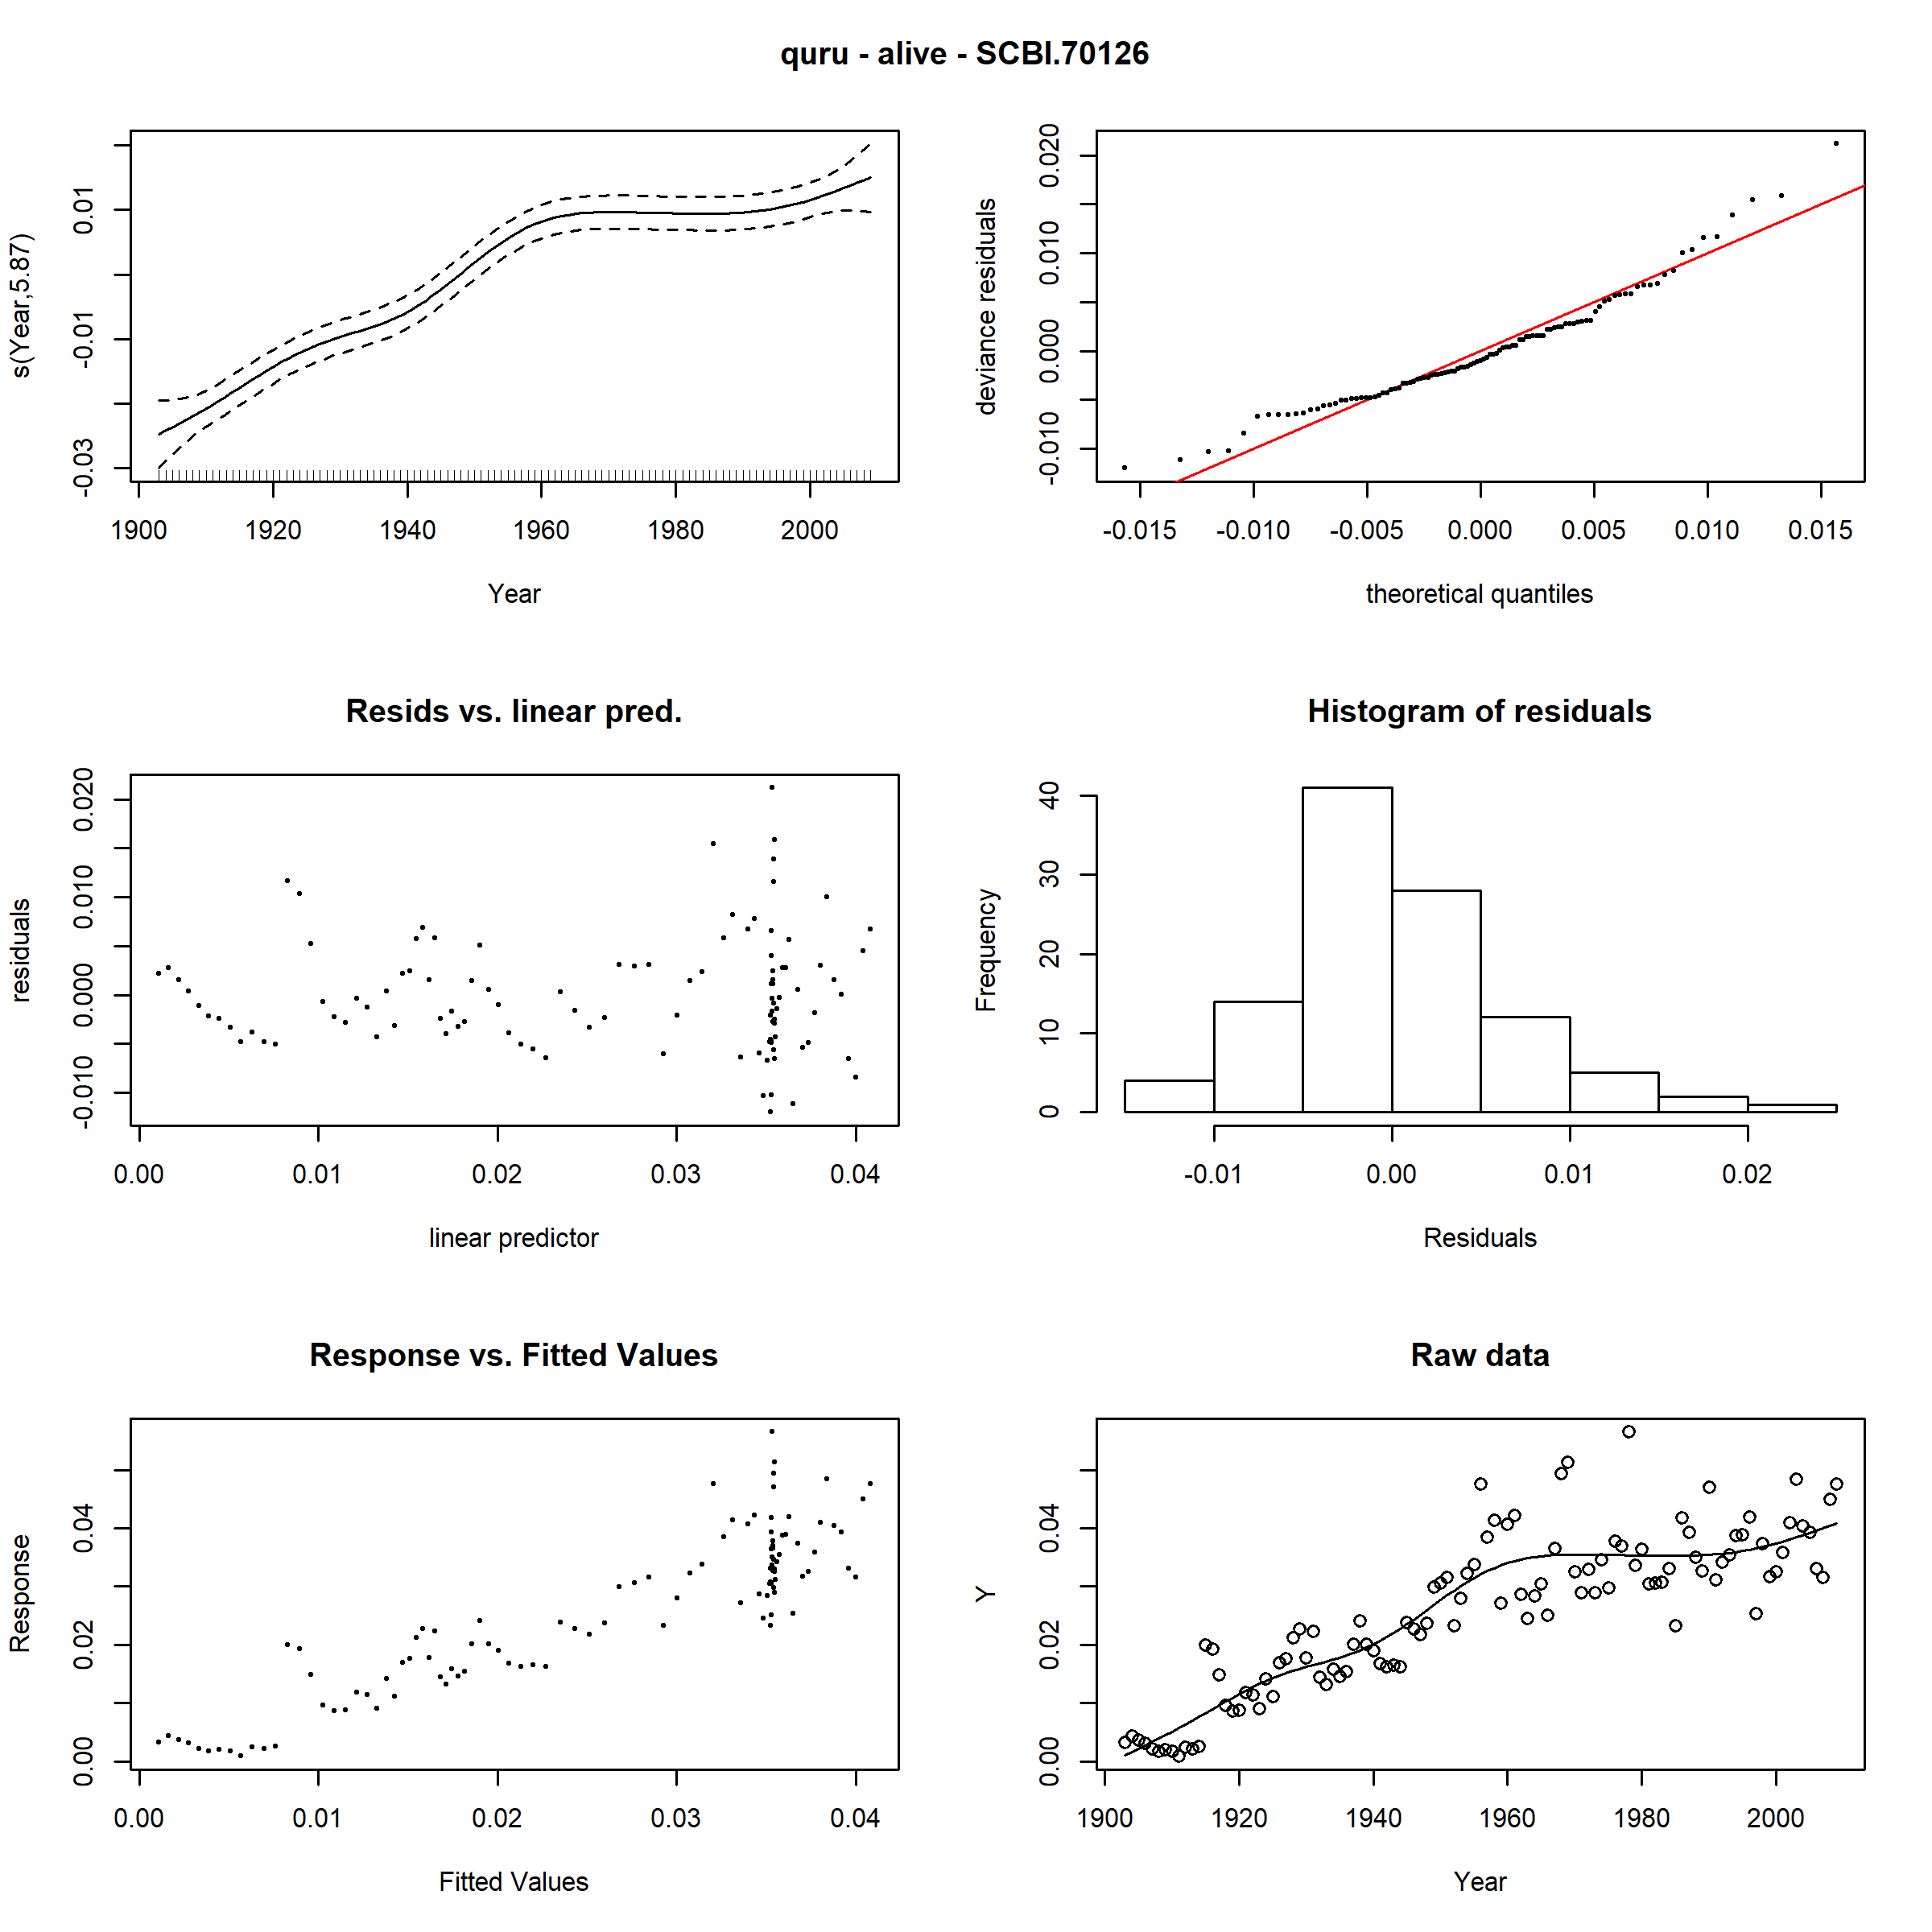 quru - alive - SCBI.70126
s(Year,5.87)
0.01
-0.01
-0.03
1900 1920 1940 1960 1980 2000
Year
deviance residuals
0.020
0.010
0.000
-0.010
-0.015 -0.010 -0.005 0.000 0.005 0.010 0.015
theoretical quantiles
Resids vs. linear pred.
residuals
0.020
0.010
0.000
-0.010
0.00 0.01 0.02 0.03 0.04
linear predictor
Histogram of residuals
Frequency
40
30
20
10
0
-0.01 0.00 0.01 0.02
Residuals
Response vs. Fitted Values
Response
0.04
0.02
0.00
0.00 0.01 0.02 0.03 0.04
Fitted Values
Raw data
Y
0.04
0.02
0.00
1900 1920 1940 1960 1980 2000
Year